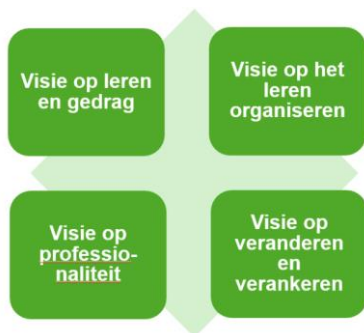 Visie op leren
en gedrag
Visie op het
leren
organiseren
Visie op
professio-
naliteit
Visie op
veranderen
en
verankeren